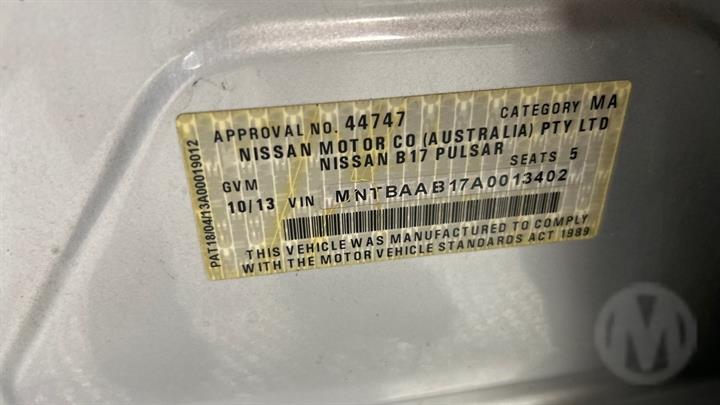 APPROVAL NO. 44747 CATEGORY MA
NISSAN MOTOR CO (AUSTRALIA) PTY LTD
NISSAN B17 PULSAR
GVM SEATS 5
10/13 VIN MNTBAAB17A0013402
THIS VEHICLE WAS MANUFACTURED TO COMPLY
WITH THE MOTOR VEHICLE STANDARDS ACT 1989
PAT18/04/13A00019012
M